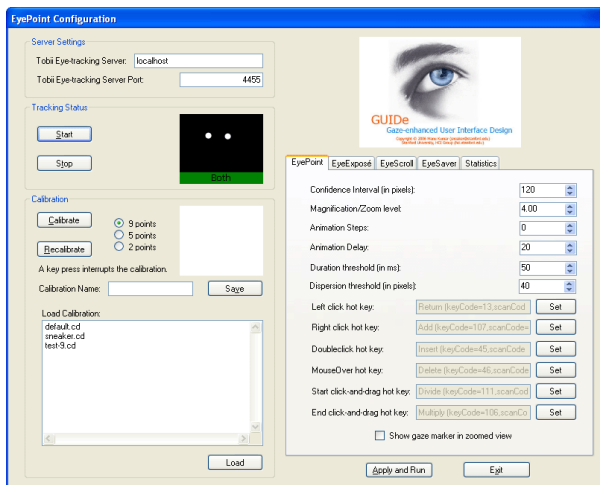 EyePoint Configuration
Server Settings
Tobii Eye-tracking Server: localhost
Tobii Eye-tracking Server Port: 4455
Tracking Status
Start
Stop
Both
Calibration
Calibrate
9 points
5 points
2 points
Recalibrate
A key press interrupts the calibration.
Calibration Name:
Save
Load Calibration:
default.cd
sneaker.cd
test-9.cd
Load
GUIDe
Gaze-enhanced User Interface Design
EyePoint EyeExposé EyeScroll EyeSaver Statistics
Confidence Interval (in pixels): 120
Magnification/Zoom level: 4.00
Animation Steps: 0
Animation Delay: 20
Duration threshold (in ms): 50
Dispersion threshold (in pixels): 40
Left click hot key: Return (keyCode=13,scanCod Set
Right click hot key: Add (keyCode=107,scanCode= Set
Doubleclick hot key: Insert (keyCode=45,scanCode Set
MouseOver hot key: Delete (keyCode=46,scanCode Set
Start click-and-drag hot key: Divide (keyCode=111,scanCod Set
End click-and-drag hot key: Multiply (keyCode=106,scanCo Set
Show gaze marker in zoomed view
Apply and Run
Exit